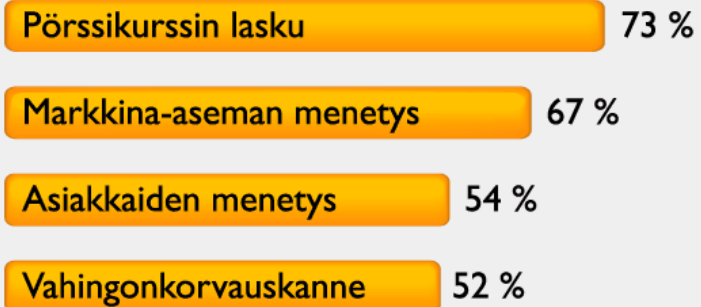 Pörssikurssin lasku 73 %
Markkina-aseman menetys 67 %
Asiakkaiden menetys 54 %
Vahingonkorvauskanne 52 %